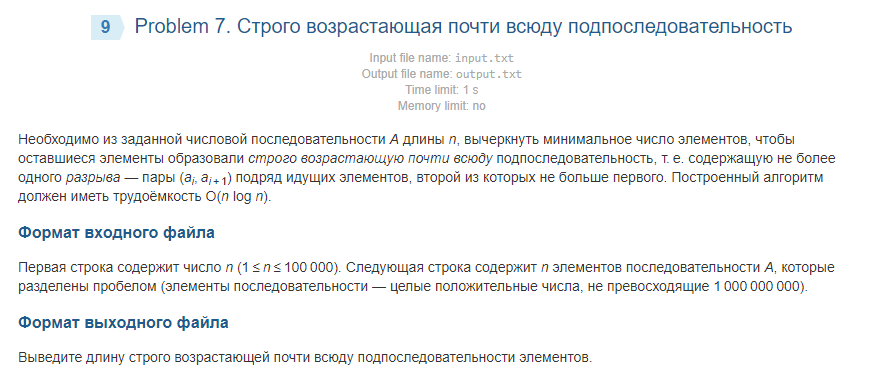 9 Problem 7. Строго возрастающая почти всюду подпоследовательность
Input file name: input.txt
Output file name: output.txt
Time limit: 1 s
Memory limit: no
Необходимо из заданной числовой последовательности A длины n, вычеркнуть минимальное число элементов, чтобы
оставшиеся элементы образовали строго возрастающую почти всюду подпоследовательность, т. е. содержащую не более
одного разрыва — пары (ai, ai + 1) подряд идущих элементов, второй из которых не больше первого. Построенный алгоритм
должен иметь трудоёмкость O(n log n).
Формат входного файла
Первая строка содержит число n (1 ≤ n ≤ 100 000). Следующая строка содержит n элементов последовательности A, которые
разделены пробелом (элементы последовательности — целые положительные числа, не превосходящие 1 000 000 000).
Формат выходного файла
Выведите длину строго возрастающей почти всюду подпоследовательности элементов.